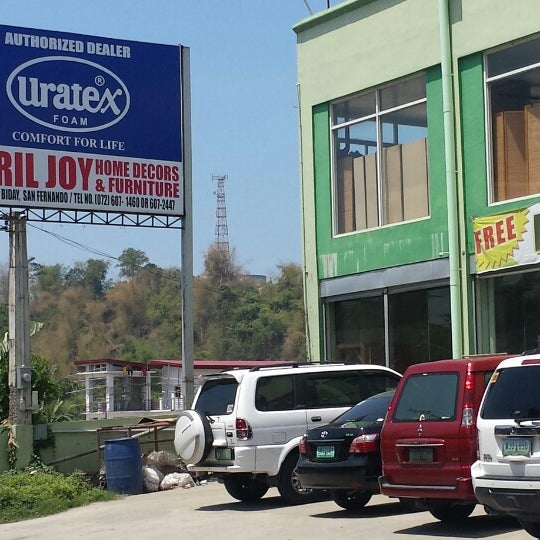 AUTHORIZED DEALER
Uratex®
FOAM
COMFORT FOR LIFE
RIL JOY HOME DECORS
& FURNITURE
BIDAY, SAN FERNANDO / TEL NO. (072) 607- 1460 OR 607-2447
FREE